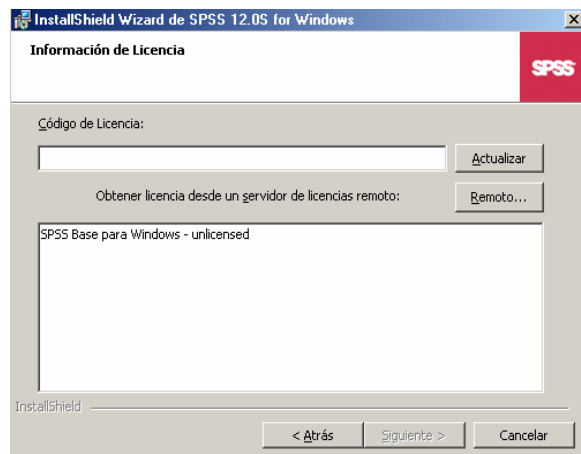 InstallShield Wizard de SPSS 12.0S for Windows
Información de Licencia
SPSS
Código de Licencia:
Actualizar
Obtener licencia desde un servidor de licencias remoto:
Remoto...
SPSS Base para Windows - unlicensed
InstallShield
< Atrás
Siguiente >
Cancelar